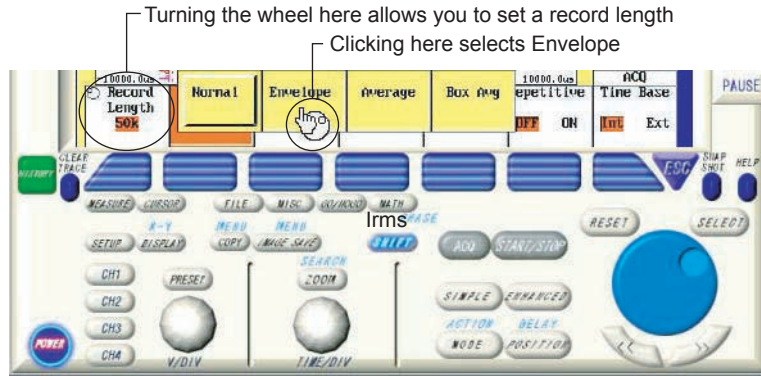 Turning the wheel here allows you to set a record length
Clicking here selects Envelope
-10000.0us
10000.0us
ACQ
Record Length
50k
Normal
Envelope
Average
Box Avg
epetitive
OFF ON
Time Base
Int Ext
PAUSE
HISTORY
CLEAR TRACE
ESC
SNAP SHOT
HELP
MEASURE
CURSOR
FILE
MISC
GO/NOGO
MATH
Irms
X-Y
MENU
MENU
SETUP
DISPLAY
COPY
IMAGE SAVE
SHIFT
ACQ
START/STOP
RESET
SELECT
CH1
CH2
CH3
CH4
PRESET
SEARCH
ZOOM
SIMPLE
ENHANCED
ACTION
DELAY
MODE
POSITION
POWER
V/DIV
TIME/DIV
<<
>>